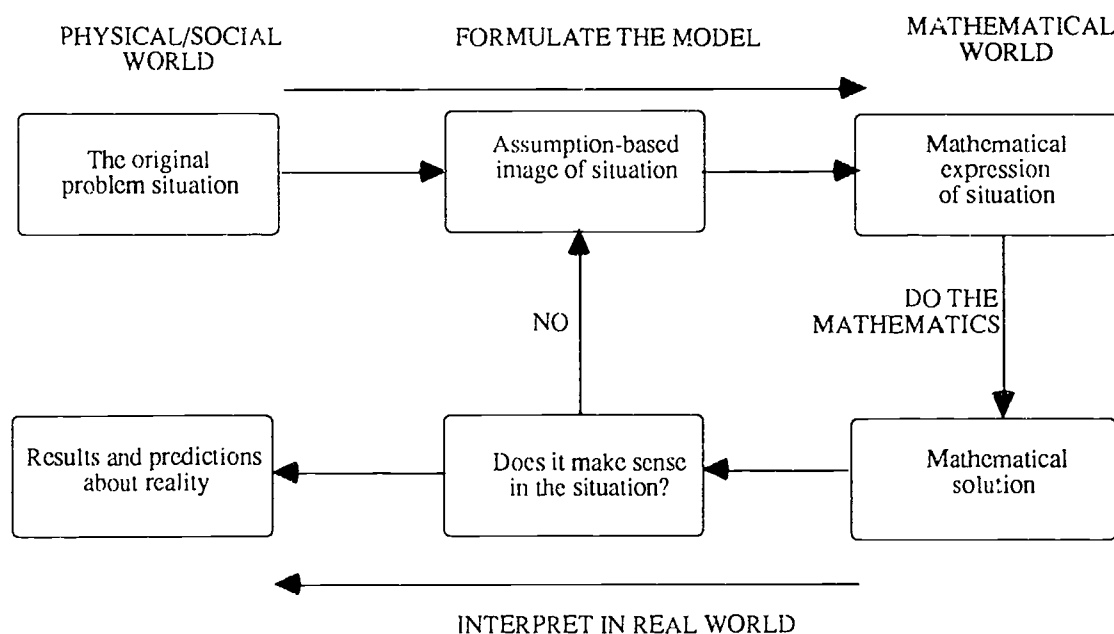 PHYSICAL/SOCIAL
WORLD
FORMULATE THE MODEL
MATHEMATICAL
WORLD
The original
problem situation
Assumption-based
image of situation
Mathematical
expression
of situation
NO
DO THE
MATHEMATICS
Results and predictions
about reality
Does it make sense
in the situation?
Mathematical
solution
INTERPRET IN REAL WORLD